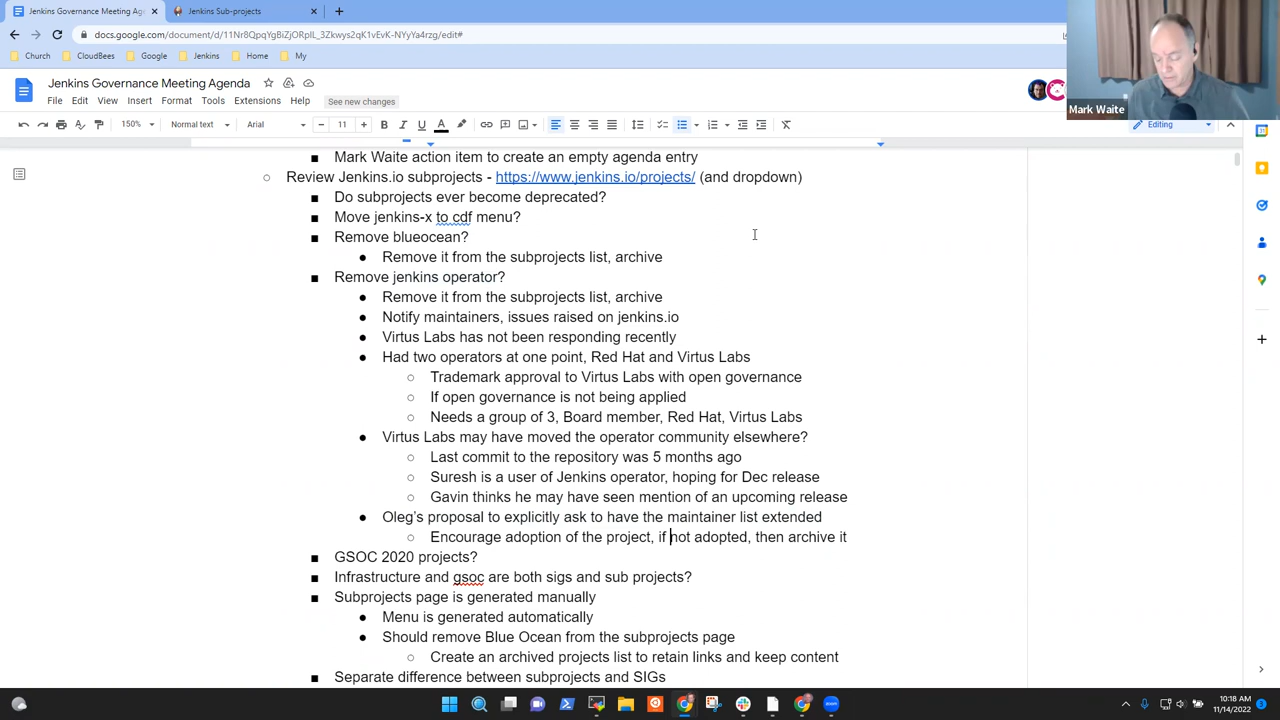 Jenkins Governance Meeting Age
Jenkins Sub-projects
docs.google.com/document/d/11Nr8QpqYgBiZjORpIL_3Zkwys2qK1vEvK-NYyYa4rzg/edit#
Church
CloudBees
Google
Jenkins
Home
My
Jenkins Governance Meeting Agenda
File Edit View Insert Format Tools Extensions Help See new changes
Mark Waite
150% Normal text Arial 11 Editing
Mark Waite action item to create an empty agenda entry
Review Jenkins.io subprojects - https://www.jenkins.io/projects/ (and dropdown)
Do subprojects ever become deprecated?
Move jenkins-x to cdf menu?
Remove blueocean?
Remove it from the subprojects list, archive
Remove jenkins operator?
Remove it from the subprojects list, archive
Notify maintainers, issues raised on jenkins.io
Virtus Labs has not been responding recently
Had two operators at one point, Red Hat and Virtus Labs
Trademark approval to Virtus Labs with open governance
If open governance is not being applied
Needs a group of 3, Board member, Red Hat, Virtus Labs
Virtus Labs may have moved the operator community elsewhere?
Last commit to the repository was 5 months ago
Suresh is a user of Jenkins operator, hoping for Dec release
Gavin thinks he may have seen mention of an upcoming release
Oleg's proposal to explicitly ask to have the maintainer list extended
Encourage adoption of the project, if not adopted, then archive it
GSOC 2020 projects?
Infrastructure and gsoc are both sigs and sub projects?
Subprojects page is generated manually
Menu is generated automatically
Should remove Blue Ocean from the subprojects page
Create an archived projects list to retain links and keep content
Separate difference between subprojects and SIGs
10:18 AM
11/14/2022